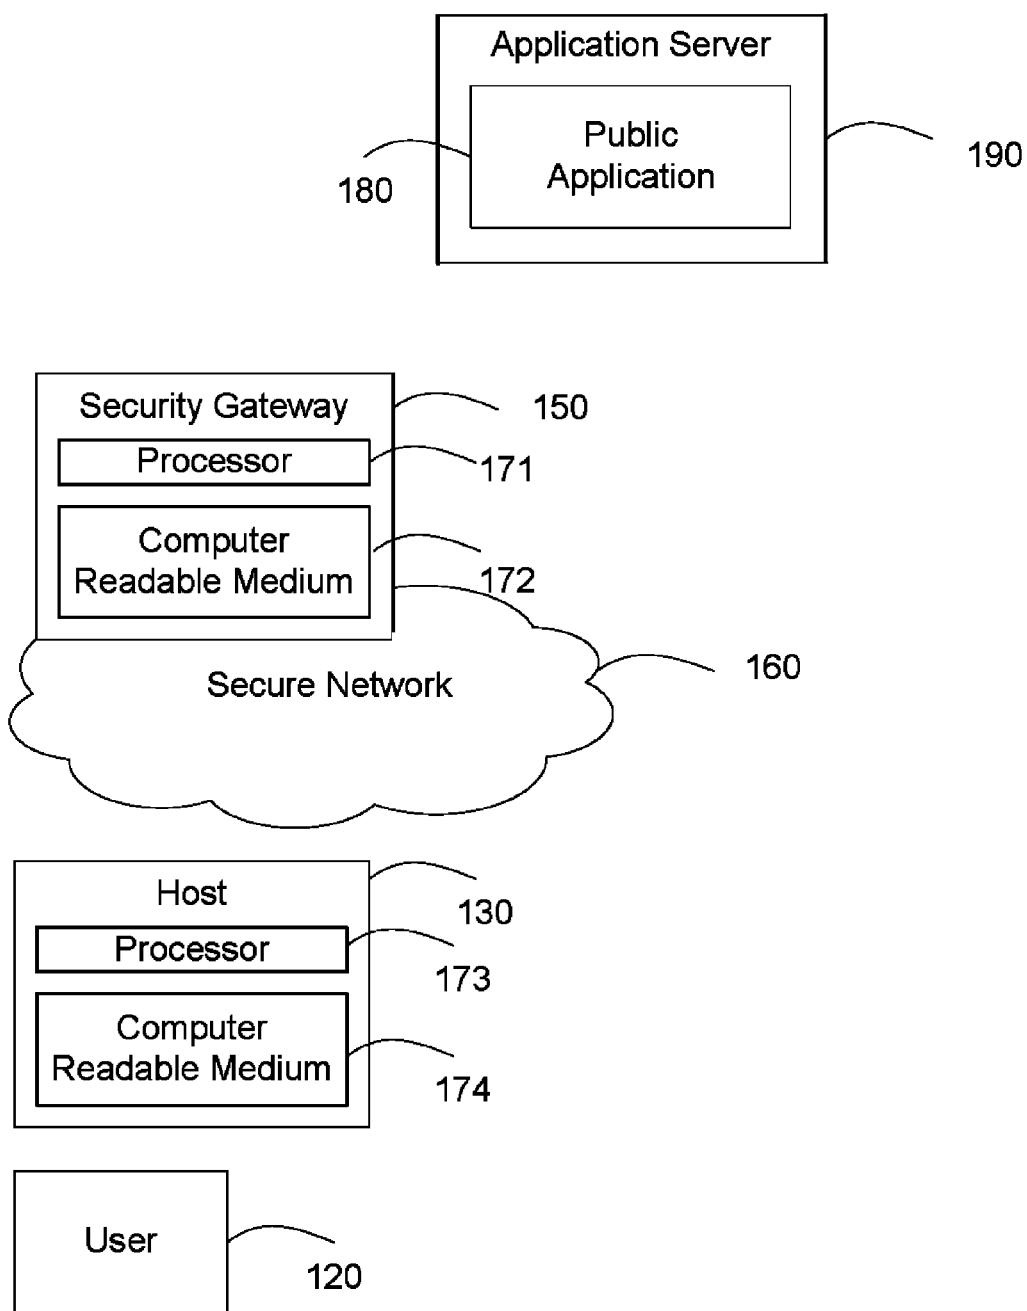 Application Server
Public
Application
180
190
Security Gateway
150
Processor
171
Computer
Readable Medium
172
Secure Network
160
Host
130
Processor
173
Computer
Readable Medium
174
User
120